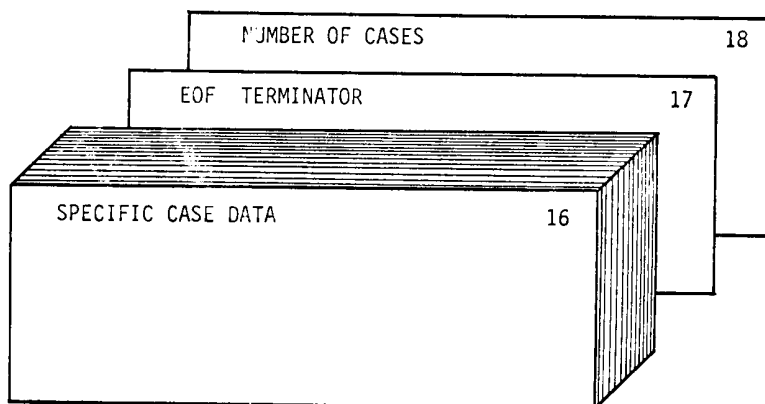 NUMBER OF CASES 18
EOF TERMINATOR 17
SPECIFIC CASE DATA 16